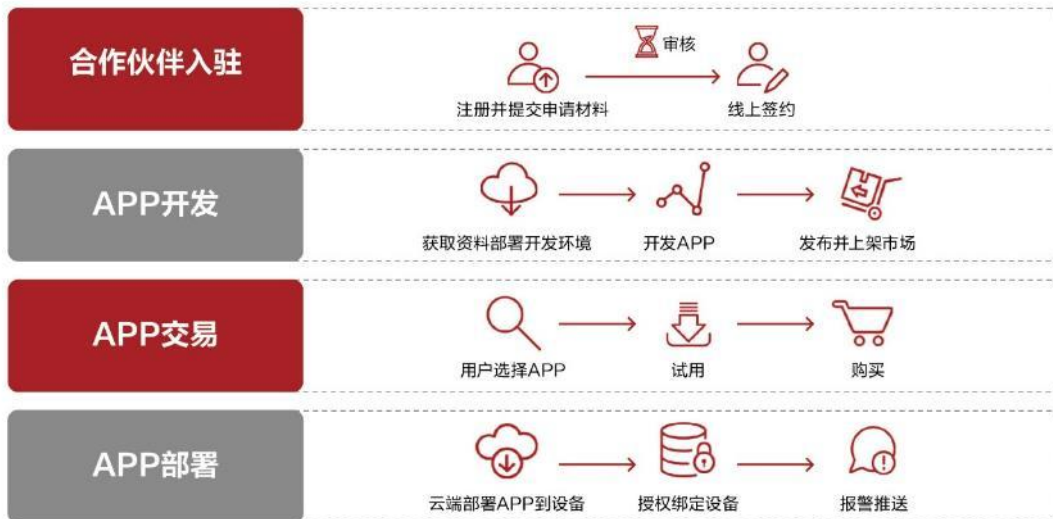 合作伙伴入驻
审核
注册并提交申请材料
线上签约
APP开发
获取资料部署开发环境
开发APP
发布并上架市场
APP交易
用户选择APP
试用
购买
APP部署
云端部署APP到设备
授权绑定设备
报警推送